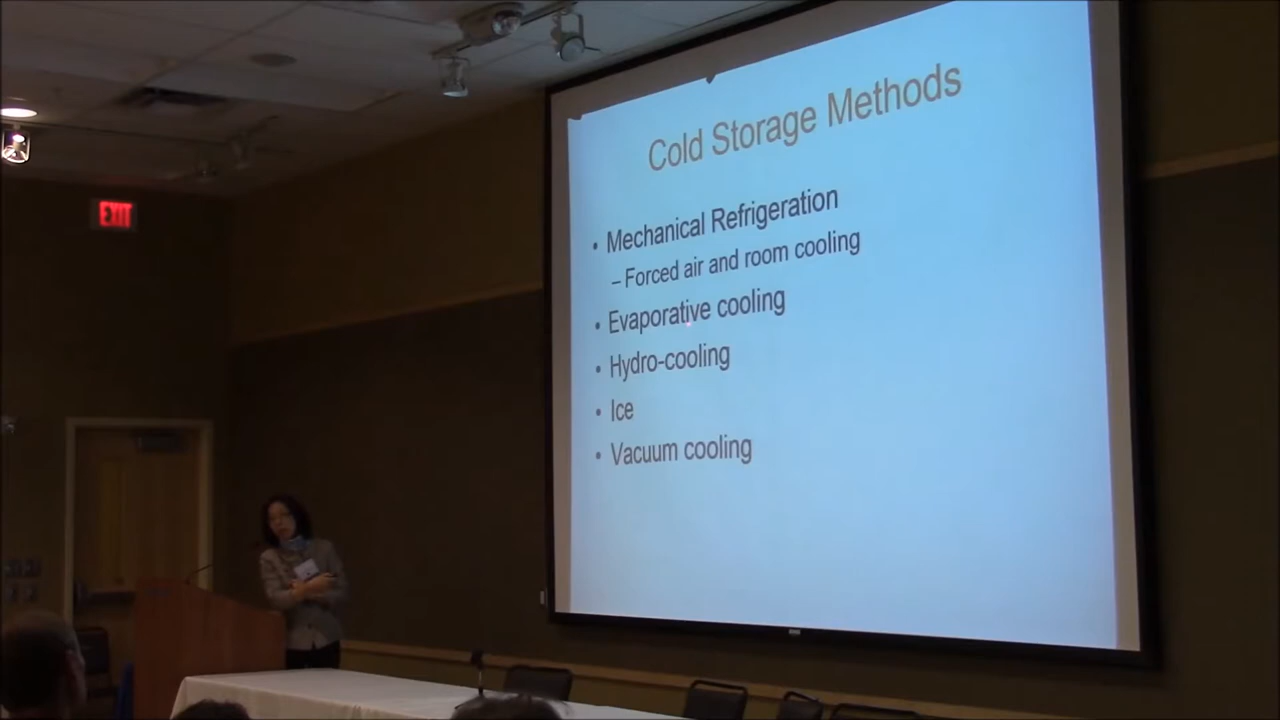 Cold Storage Methods
• Mechanical Refrigeration
– Forced air and room cooling
• Evaporative cooling
• Hydro-cooling
• Ice
• Vacuum cooling
EXIT